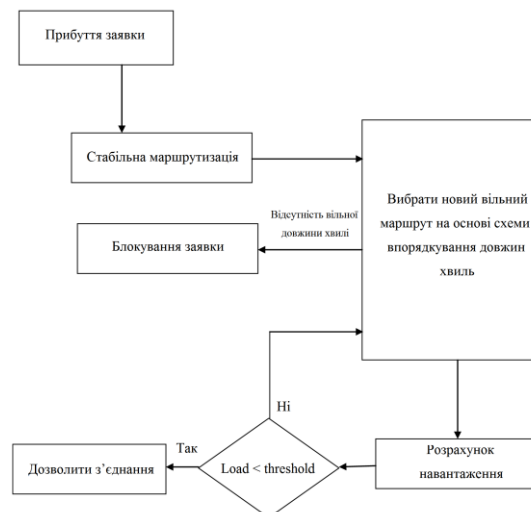 Прибуття заявки
Стабільна маршрутизація
Вибрати новий вільний
маршрут на основі схеми
впорядкування довжин
хвиль
Відсутність вільної
довжини хвилі
Блокування заявки
Ні
Так
Дозволити з’єднання
Load < threshold
Розрахунок
навантаження